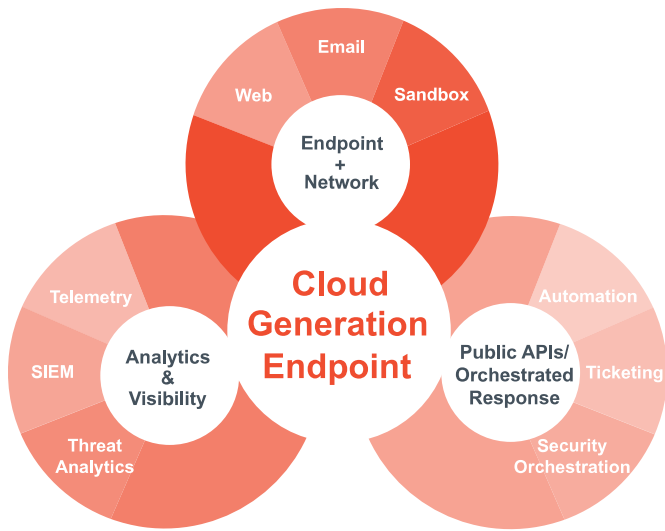 Email
Web
Sandbox
Endpoint
+
Network
Cloud
Generation
Endpoint
Telemetry
SIEM
Threat
Analytics
Analytics
&
Visibility
Public APIs/
Orchestrated
Response
Automation
Ticketing
Security
Orchestration